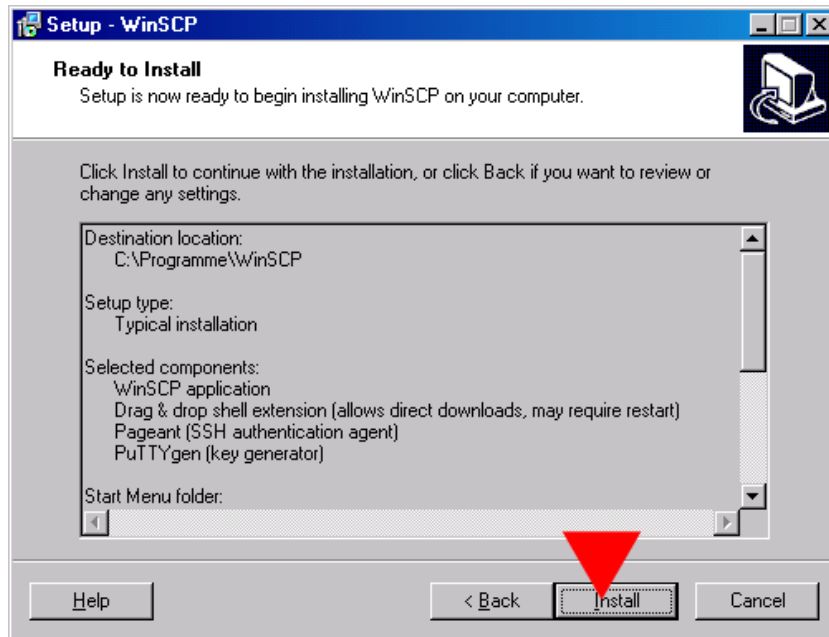 Setup - WinSCP
Ready to Install
Setup is now ready to begin installing WinSCP on your computer.
Click Install to continue with the installation, or click Back if you want to review or
change any settings.
Destination location:
C:\Programme\WinSCP
Setup type:
Typical installation
Selected components:
WinSCP application
Drag & drop shell extension (allows direct downloads, may require restart)
Pageant (SSH authentication agent)
PuTTYgen (key generator)
Start Menu folder:
Help < Back Install Cancel